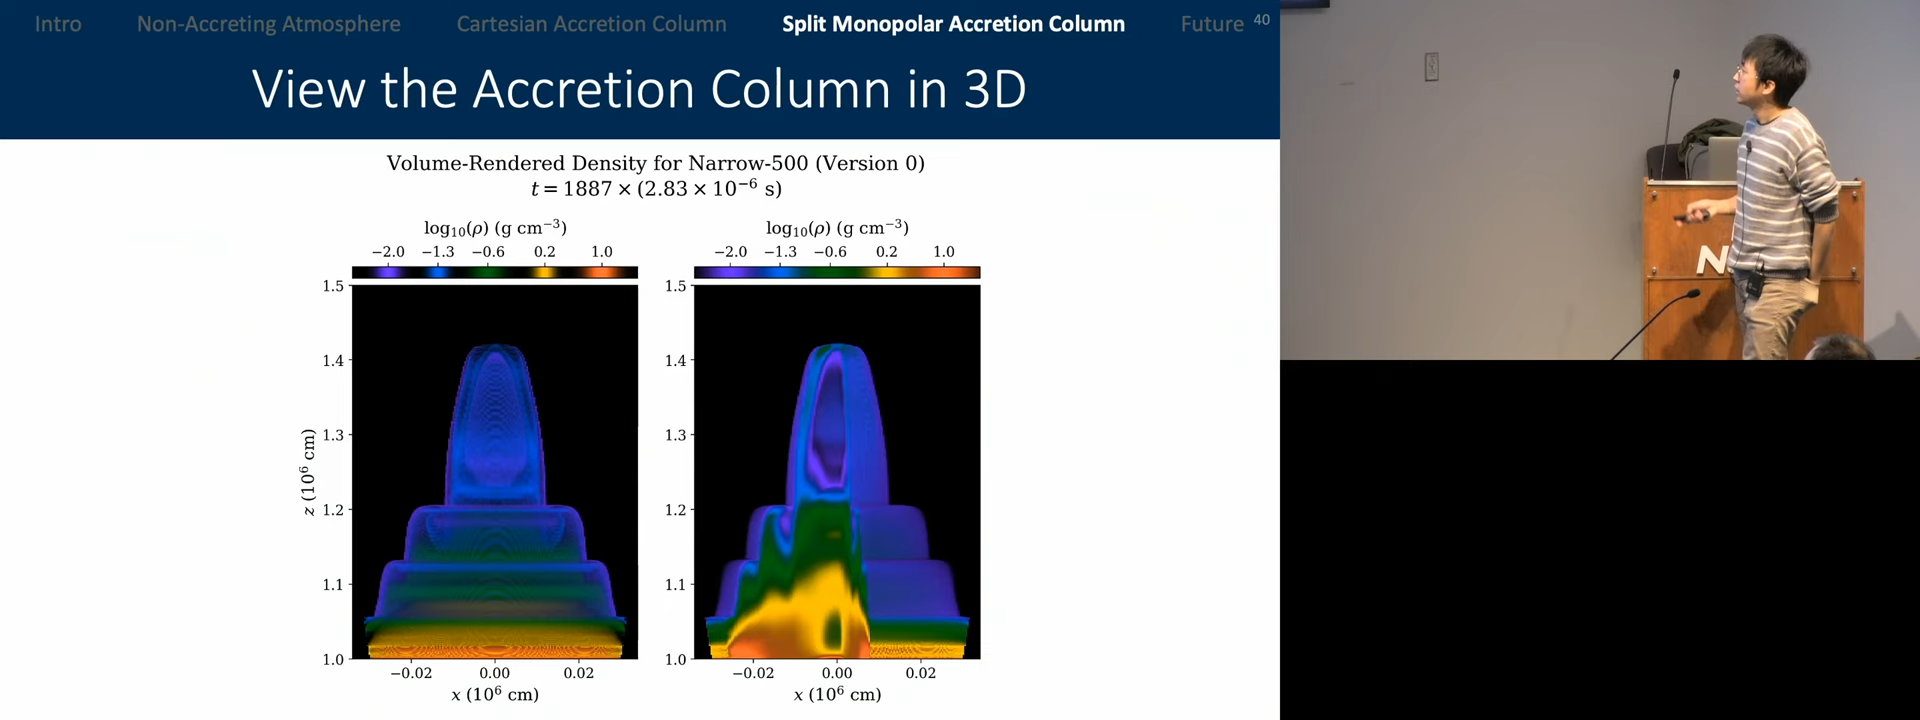 Intro Non-Accreting Atmosphere Cartesian Accretion Column Split Monopolar Accretion Column Future 40
View the Accretion Column in 3D
Volume-Rendered Density for Narrow-500 (Version 0)
t = 1887 × (2.83 × 10⁻⁶ s)
log₁₀(ρ) (g cm⁻³) log₁₀(ρ) (g cm⁻³)
−2.0 −1.3 −0.6 0.2 1.0 −2.0 −1.3 −0.6 0.2 1.0
1.5 1.5
1.4 1.4
1.3 1.3
1.2 1.2
1.1 1.1
1.0 1.0
z (10⁶ cm)
−0.02 0.00 0.02 −0.02 0.00 0.02
x (10⁶ cm) x (10⁶ cm)